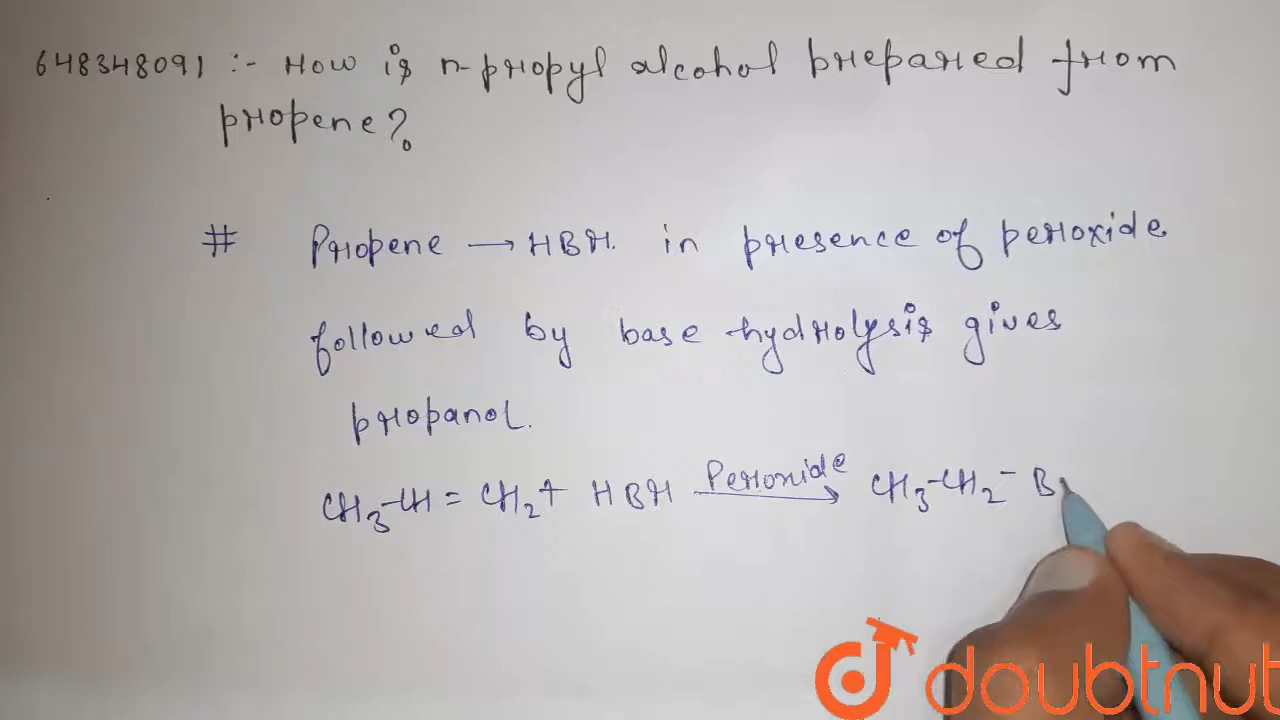 648348091 :- How is n-propyl alcohol prepared from
propene?
# Propene → HBr. in presence of peroxide
followed by base hydrolysis gives
propanol.
CH3-CH = CH2 + HBr Peroxide → CH3-CH2 - B
doubtnut